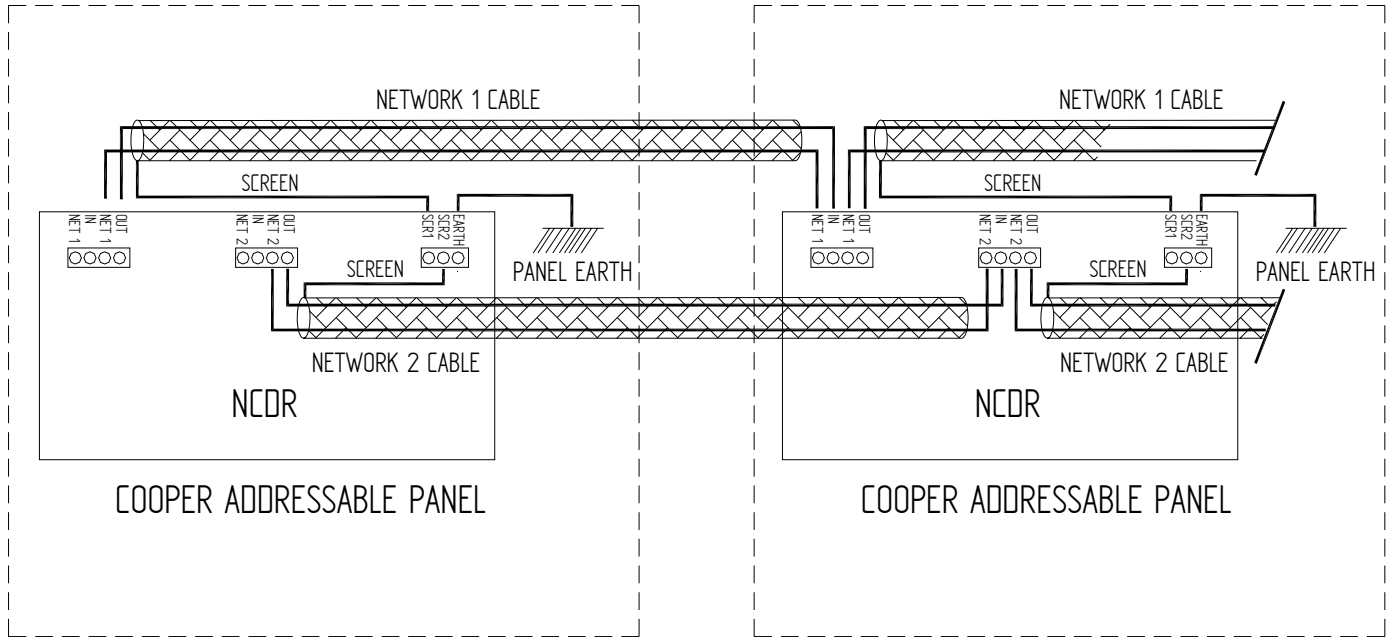 NETWORK 1 CABLE
NETWORK 1 CABLE
SCREEN
SCREEN
NET 1
IN
NET 1
OUT
NET 2
IN
NET 2
OUT
SCR1
SCR2
EARTH
NET 1
IN
NET 1
OUT
NET 2
IN
NET 2
OUT
SCR1
SCR2
EARTH
SCREEN
PANEL EARTH
SCREEN
PANEL EARTH
NETWORK 2 CABLE
NETWORK 2 CABLE
NCDR
NCDR
COOPER ADDRESSABLE PANEL
COOPER ADDRESSABLE PANEL